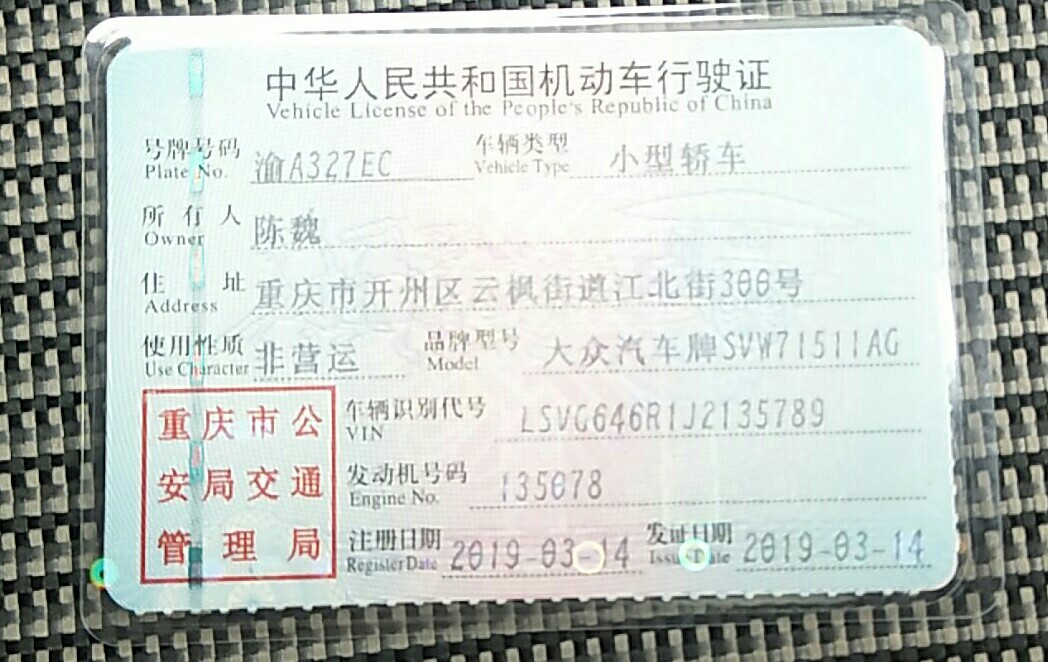 中华人民共和国机动车行驶证
Vehicle License of the People's Republic of China
号牌号码 渝A327EC 车辆类型 小型轿车
Plate No. Vehicle Type
所有人 陈魏
Owner
住址 重庆市开州区云枫街道江北街300号
Address
使用性质 非营运 品牌型号 大众汽车牌SVW71511AG
Use Character Model
重庆市公
安局交通
管理局
车辆识别代号 LSVG646R1J2135789
VIN
发动机号码 135078
Engine No.
注册日期 2019-03-14 发证日期 2019-03-14
Register Date Issue Date